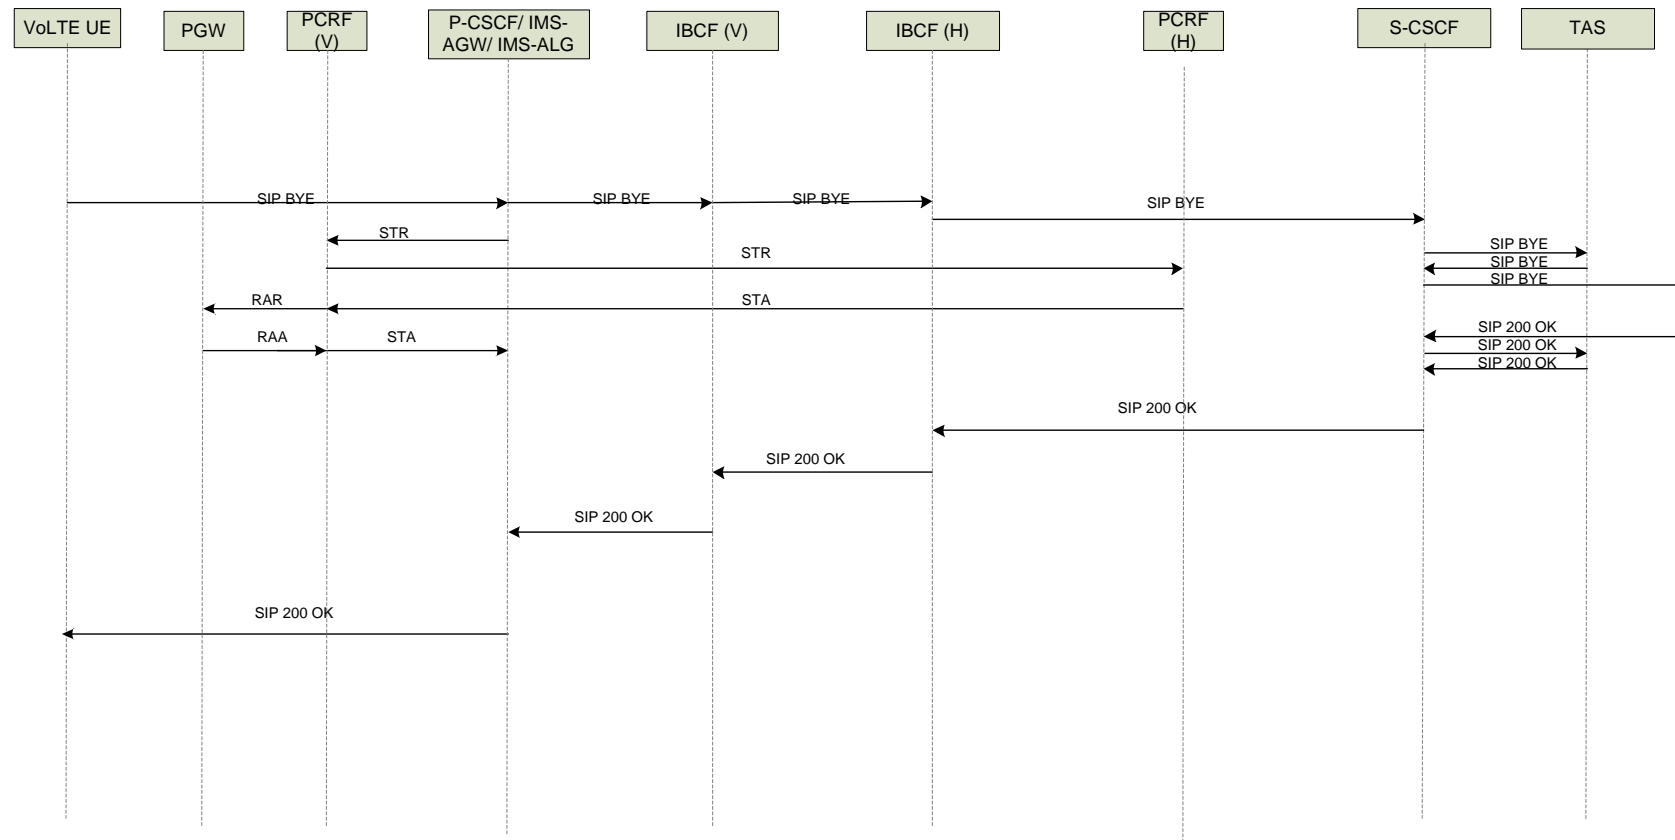 VoLTE UE
PGW
PCRF
(V)
P-CSCF/ IMS-
AGW/ IMS-ALG
IBCF (V)
IBCF (H)
PCRF
(H)
S-CSCF
TAS
SIP BYE
SIP BYE
SIP BYE
SIP BYE
STR
SIP BYE
STR
SIP BYE
SIP BYE
RAR
STA
SIP 200 OK
RAA
STA
SIP 200 OK
SIP 200 OK
SIP 200 OK
SIP 200 OK
SIP 200 OK
SIP 200 OK